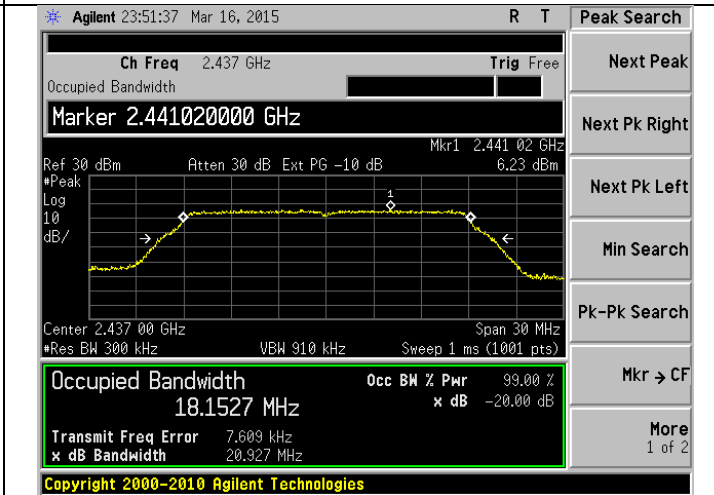 Agilent 23:51:37 Mar 16, 2015 R T
Peak Search
Ch Freq 2.437 GHz Trig Free
Occupied Bandwidth
Marker 2.441020000 GHz
Mkr1 2.441 02 GHz
Ref 30 dBm Atten 30 dB Ext PG -10 dB 6.23 dBm
#Peak
Log
10
dB/
1
Center 2.437 00 GHz Span 30 MHz
#Res BW 300 kHz VBW 910 kHz Sweep 1 ms (1001 pts)
Occupied Bandwidth Occ BW % Pwr 99.00 %
18.1527 MHz x dB -20.00 dB
Transmit Freq Error 7.609 kHz
x dB Bandwidth 20.927 MHz
Copyright 2000-2010 Agilent Technologies
Next Peak
Next Pk Right
Next Pk Left
Min Search
Pk-Pk Search
Mkr → CF
More
1 of 2